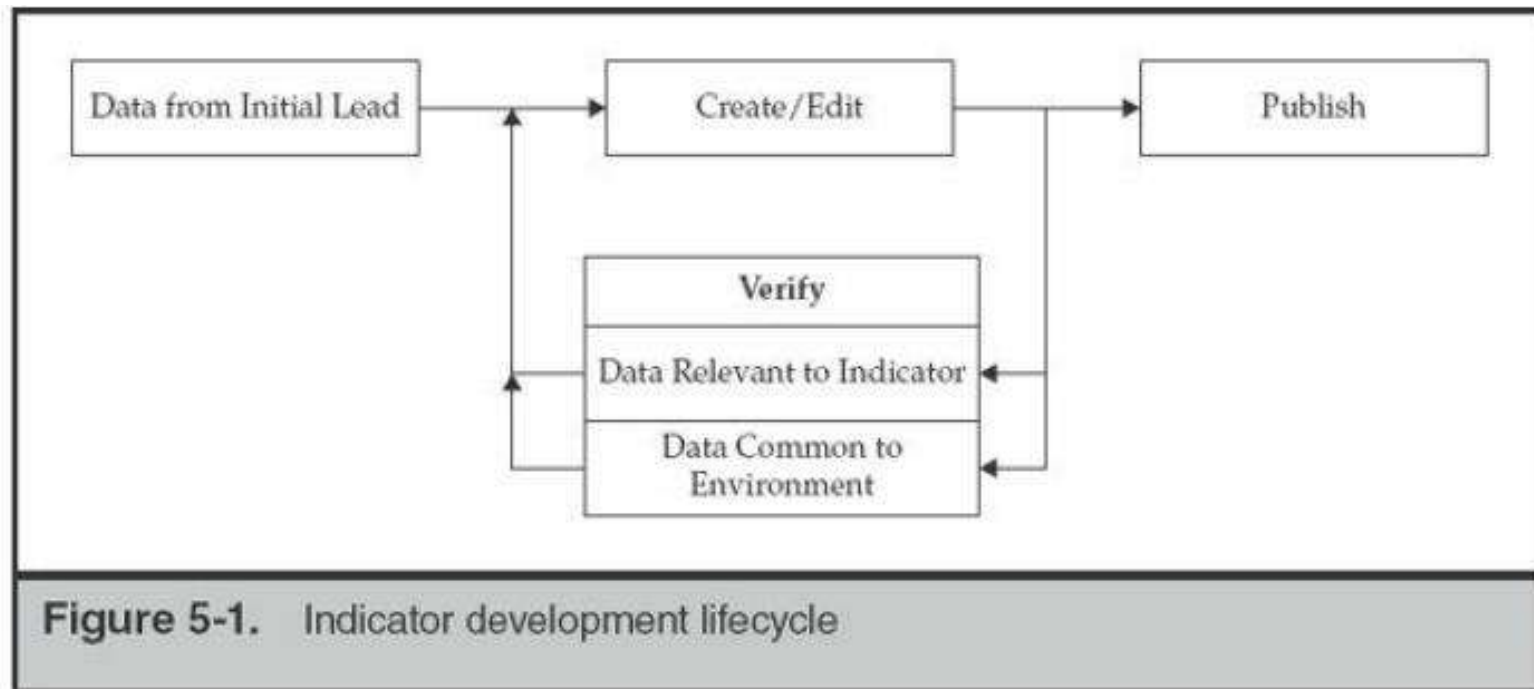 Data from Initial Lead
Create/Edit
Publish
Verify
Data Relevant to Indicator
Data Common to
Environment
Figure 5-1. Indicator development lifecycle